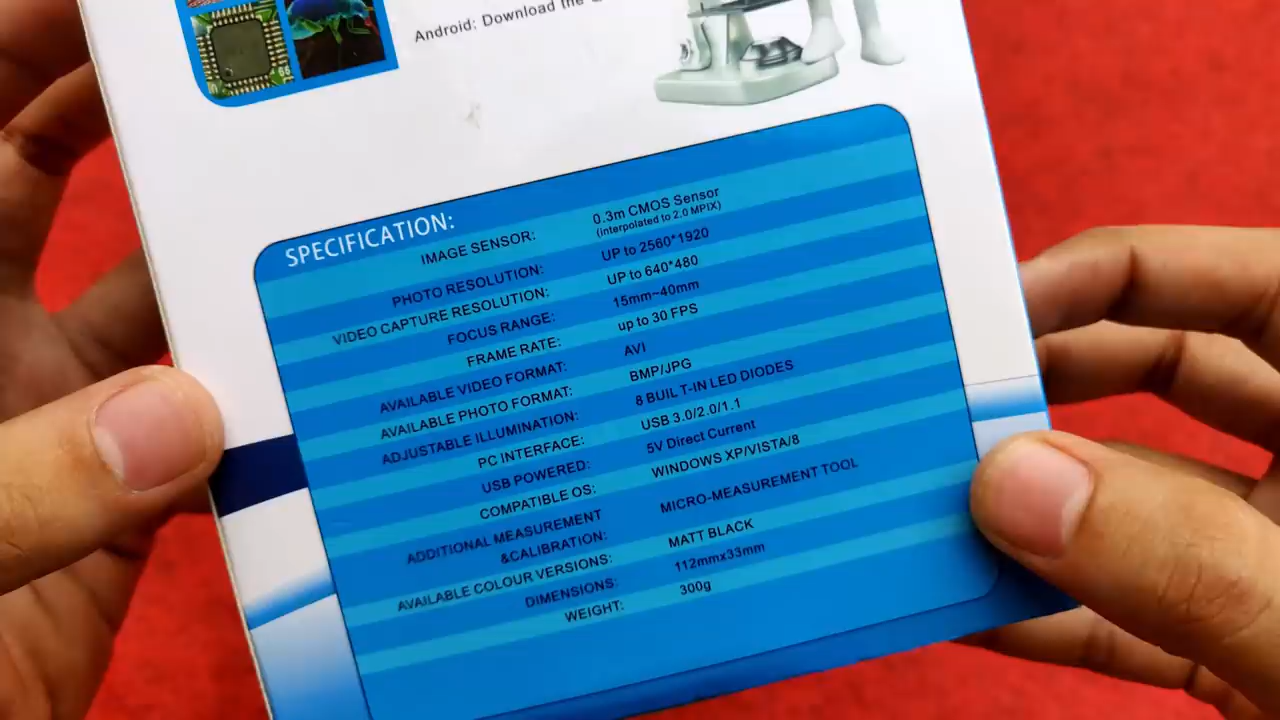 Android: Download the
SPECIFICATION:
IMAGE SENSOR: 0.3m CMOS Sensor
(interpolated to 2.0 MPIX)
PHOTO RESOLUTION: UP to 2560*1920
VIDEO CAPTURE RESOLUTION: UP to 640*480
FOCUS RANGE: 15mm~40mm
FRAME RATE: up to 30 FPS
AVAILABLE VIDEO FORMAT: AVI
AVAILABLE PHOTO FORMAT: BMP/JPG
ADJUSTABLE ILLUMINATION: 8 BUIL T-IN LED DIODES
PC INTERFACE: USB 3.0/2.0/1.1
USB POWERED: 5V Direct Current
COMPATIBLE OS: WINDOWS XP/VISTA/8
ADDITIONAL MEASUREMENT MICRO-MEASUREMENT TOOL
&CALIBRATION:
AVAILABLE COLOUR VERSIONS: MATT BLACK
DIMENSIONS: 112mmx33mm
WEIGHT: 300g